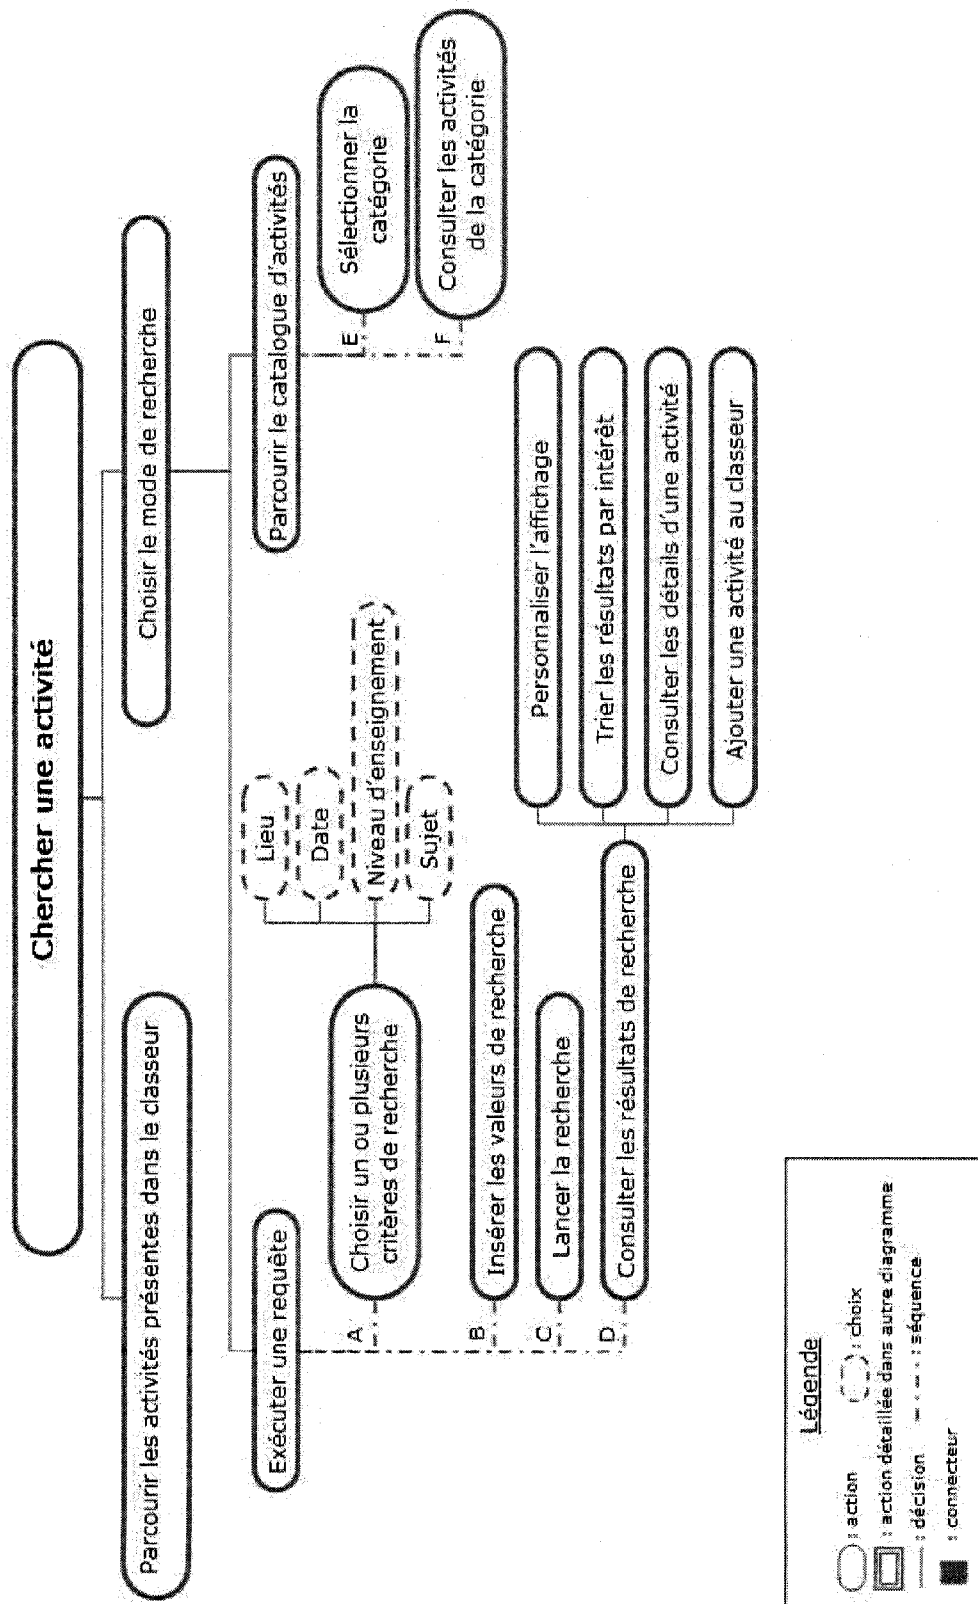 Chercher une activité
Parcourir les activités présentes dans le classeur
Choisir le mode de recherche
Exécuter une requête
Parcourir le catalogue d'activités
A
Choisir un ou plusieurs
critères de recherche
Lieu
Date
Niveau d'enseignement
Sujet
B
Insérer les valeurs de recherche
C
Lancer la recherche
D
Consulter les résultats de recherche
Personnaliser l'affichage
Trier les résultats par intérêt
Consulter les détails d'une activité
Ajouter une activité au classeur
E
Sélectionner la
catégorie
F
Consulter les activités
de la catégorie
Légende
: action
: choix
: action détaillée dans autre diagramme
: décision
: séquence
: connecteur